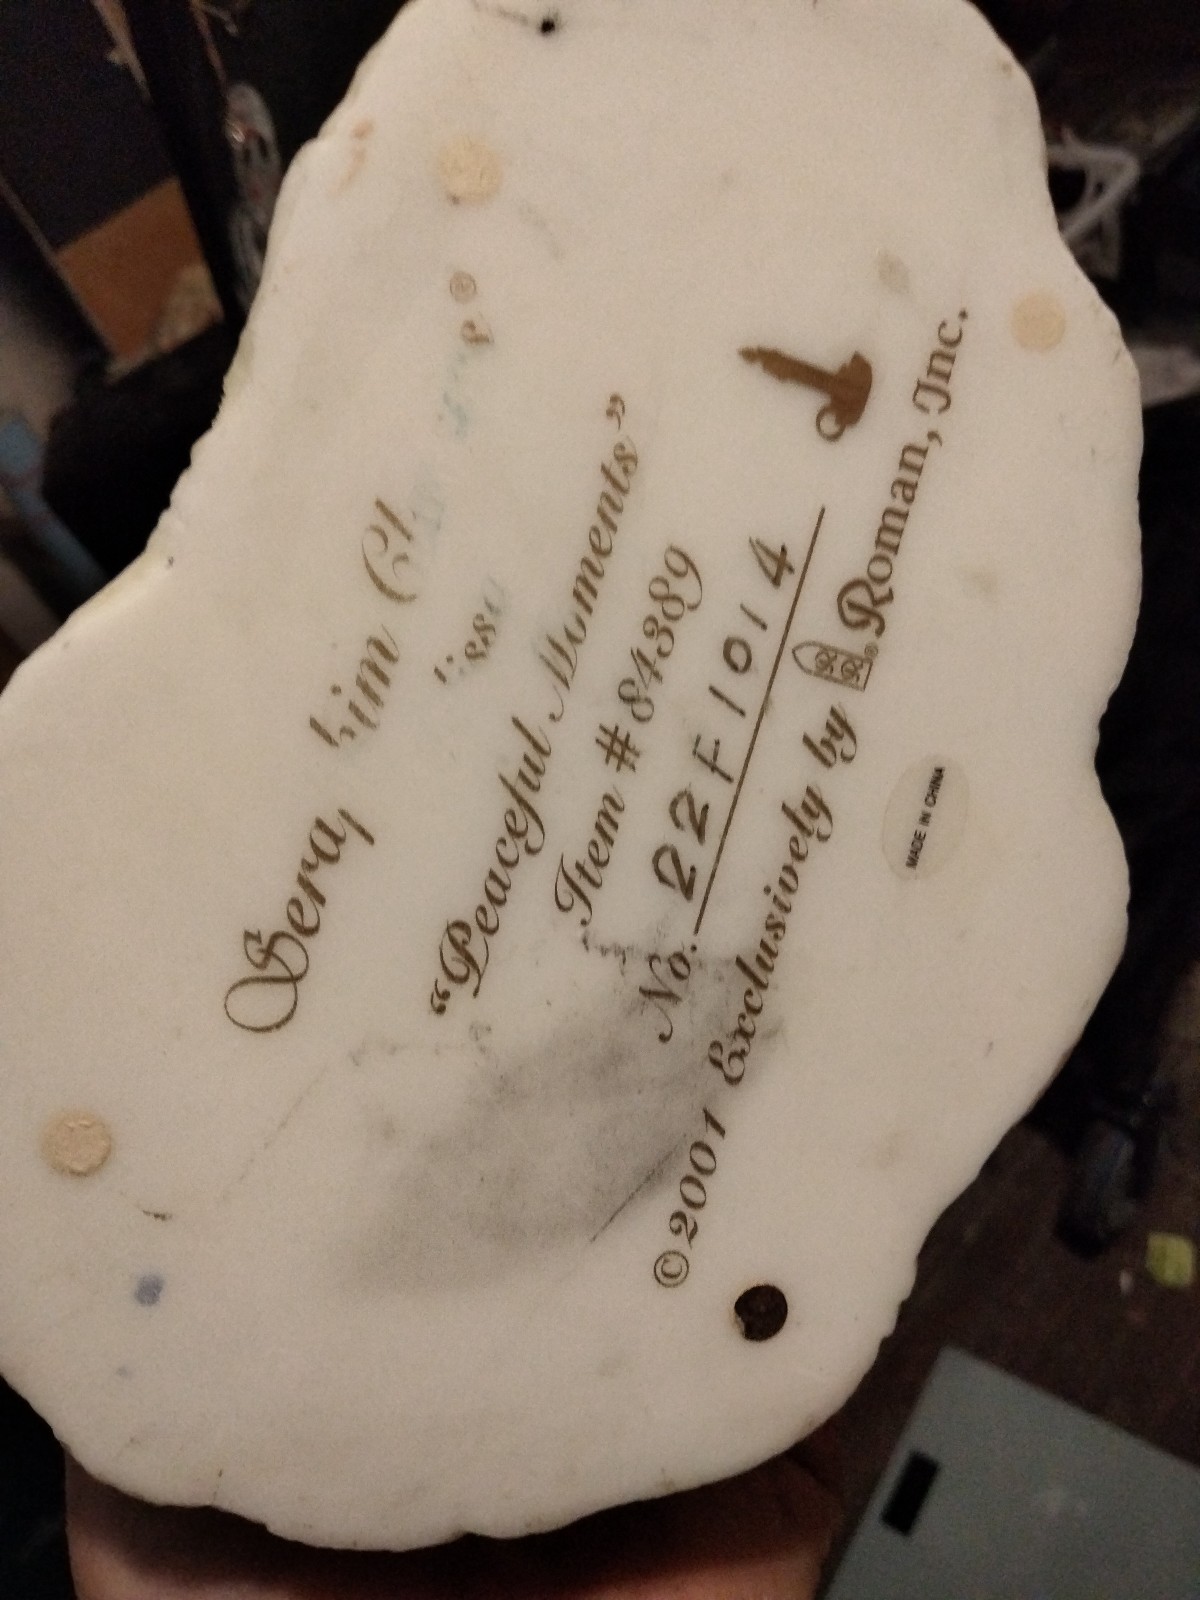 "Peaceful Moments"
Item # 84389
No. 22F1014
©2001 Exclusively by Roman, Inc.
MADE IN CHINA